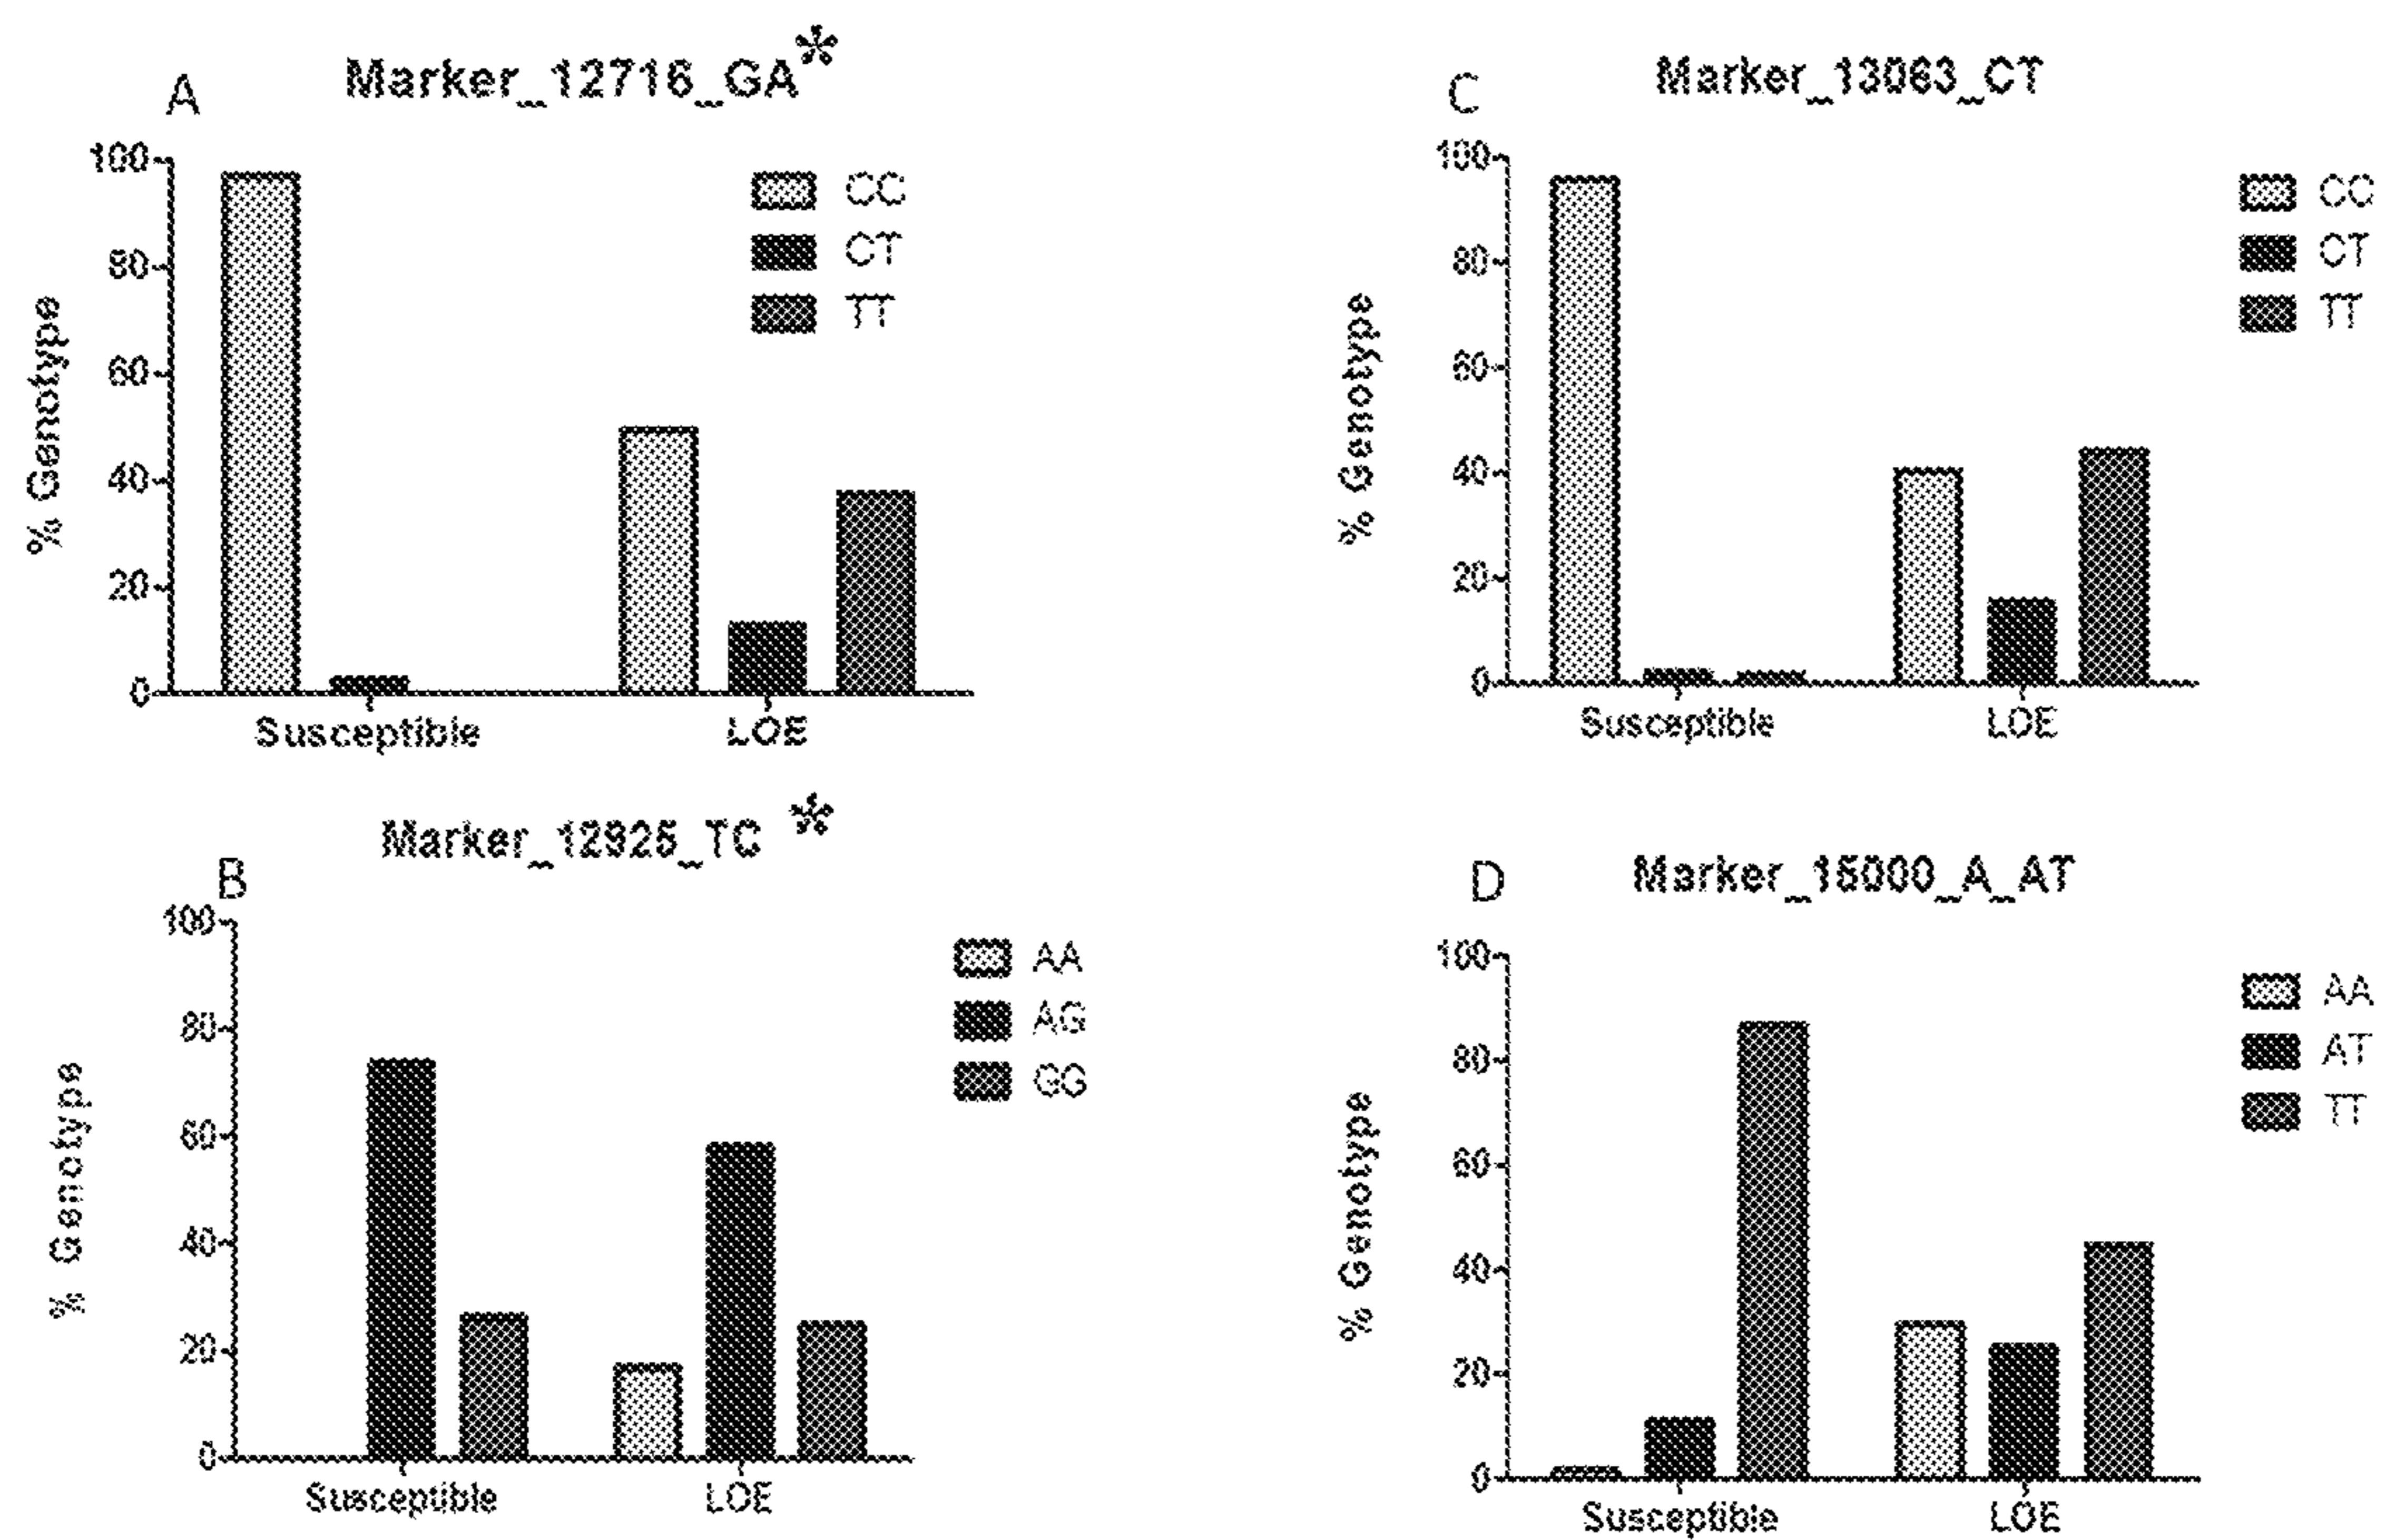 A
Marker_12716_GA*
100
80
60
40
20
0
% Genotype
CC
CT
TT
Susceptible
LOE
B
Marker_12925_TC *
100
80
60
40
20
0
% Genotype
AA
AG
GG
Susceptible
LOE
C
Marker_13063_CT
100
80
60
40
20
0
% Genotype
CC
CT
TT
Susceptible
LOE
D
Marker_15000_A_AT
100
80
60
40
20
0
% Genotype
AA
AT
TT
Susceptible
LOE